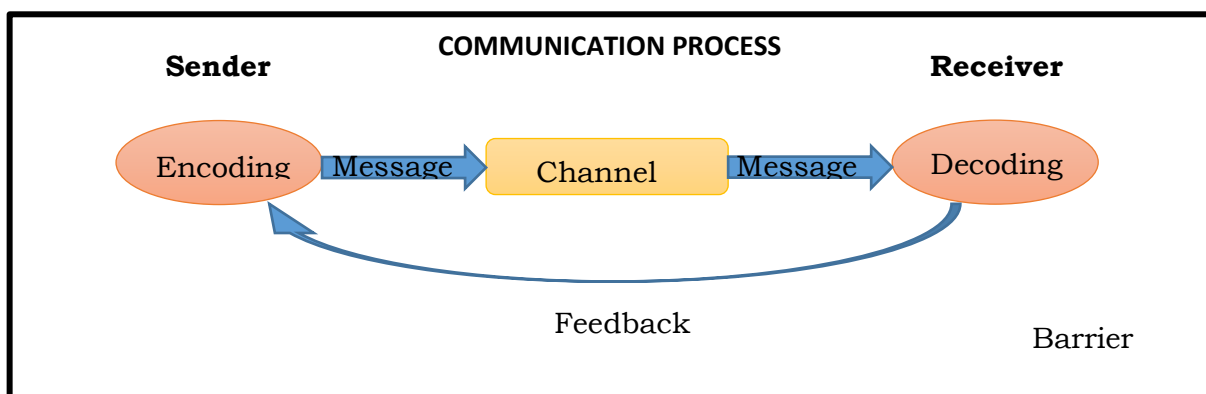 COMMUNICATION PROCESS
Sender
Receiver
Encoding
Message
Channel
Message
Decoding
Feedback
Barrier